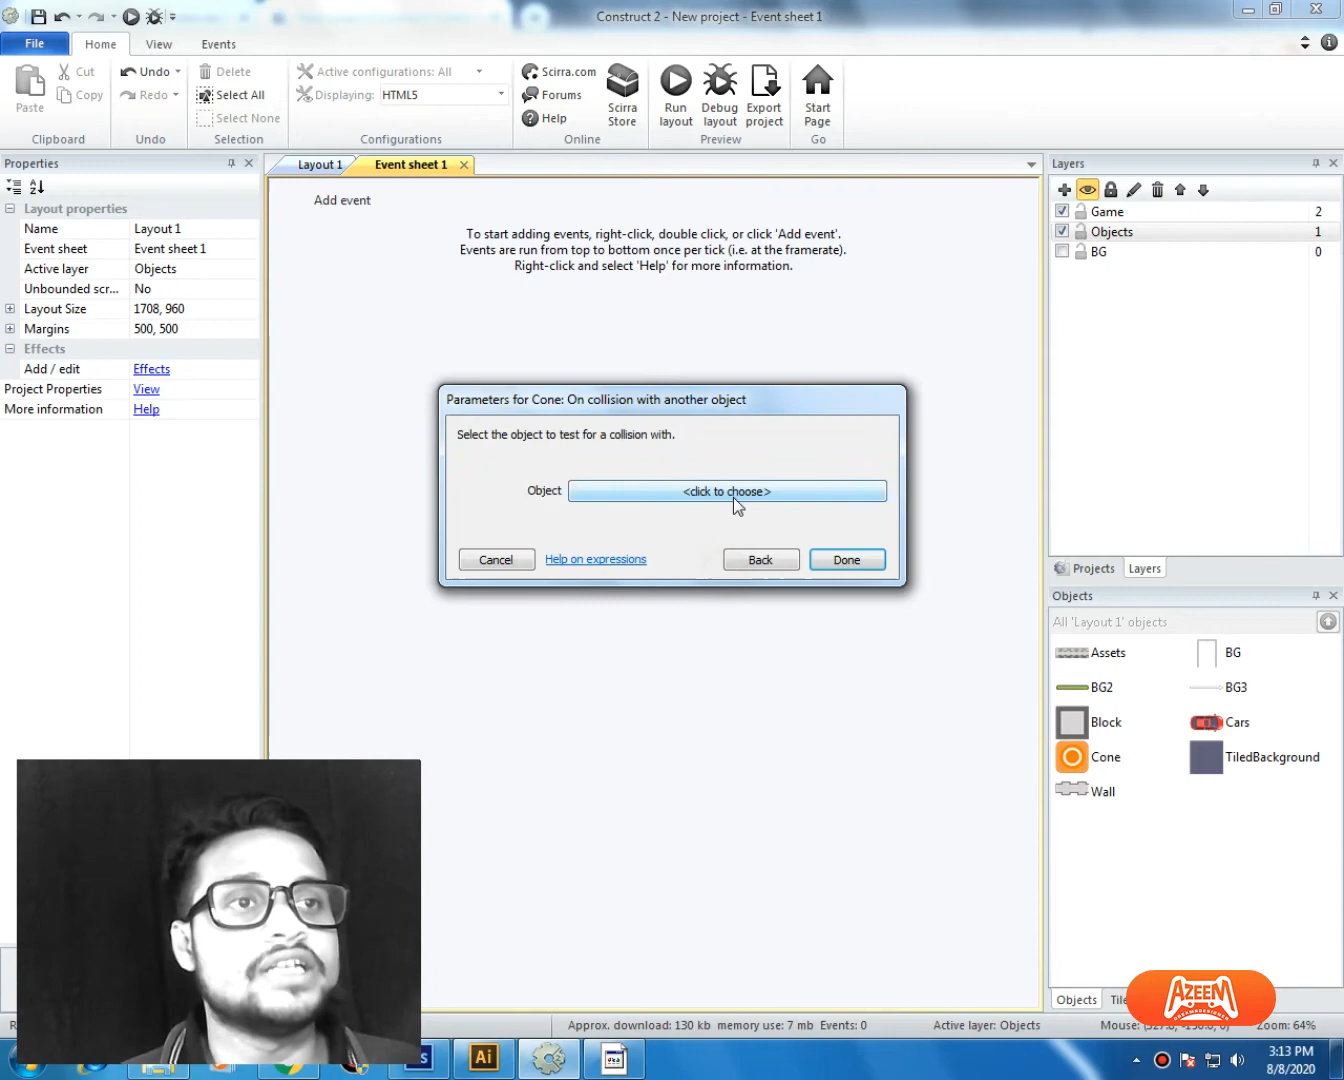 Construct 2 - New project - Event sheet 1
File Home View Events
Paste Cut Copy
Clipboard
Undo Redo
Undo
Delete Select All Select None
Selection
Active configurations: All
Displaying: HTML5
Configurations
Scirra.com
Forums
Help
Scirra Store
Online
Run layout
Debug layout
Export project
Preview
Start Page
Go
Properties
Layout 1 Event sheet 1
Layout properties
Name Layout 1
Event sheet Event sheet 1
Active layer Objects
Unbounded scr... No
Layout Size 1708, 960
Margins 500, 500
Effects
Add / edit Effects
Project Properties View
More information Help
Add event
To start adding events, right-click, double click, or click 'Add event'.
Events are run from top to bottom once per tick (i.e. at the framerate).
Right-click and select 'Help' for more information.
Parameters for Cone: On collision with another object
Select the object to test for a collision with.
Object <click to choose>
Cancel Help on expressions Back Done
Layers
Game 2
Objects 1
BG 0
Projects Layers
Objects
All 'Layout 1' objects
Assets BG
BG2 BG3
Block Cars
Cone TiledBackground
Wall
Objects
AZEEM
Approx. download: 130 kb memory use: 7 mb Events: 0 Active layer: Objects Zoom: 64%
Ai
3:13 PM
8/8/2020